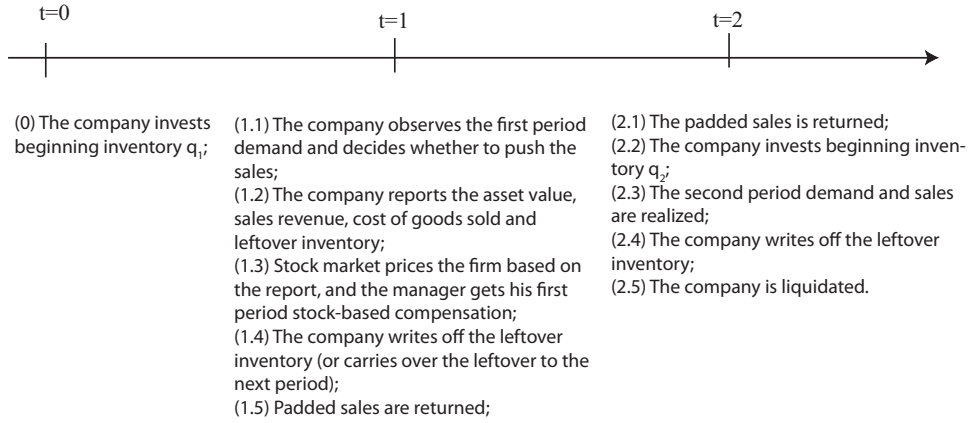 t=0
t=1
t=2
(0) The company invests
beginning inventory q₁;
(1.1) The company observes the first period
demand and decides whether to push the
sales;
(1.2) The company reports the asset value,
sales revenue, cost of goods sold and
leftover inventory;
(1.3) Stock market prices the firm based on
the report, and the manager gets his first
period stock-based compensation;
(1.4) The company writes off the leftover
inventory (or carries over the leftover to the
next period);
(1.5) Padded sales are returned;
(2.1) The padded sales is returned;
(2.2) The company invests beginning inven-
tory q₂;
(2.3) The second period demand and sales
are realized;
(2.4) The company writes off the leftover
inventory;
(2.5) The company is liquidated.